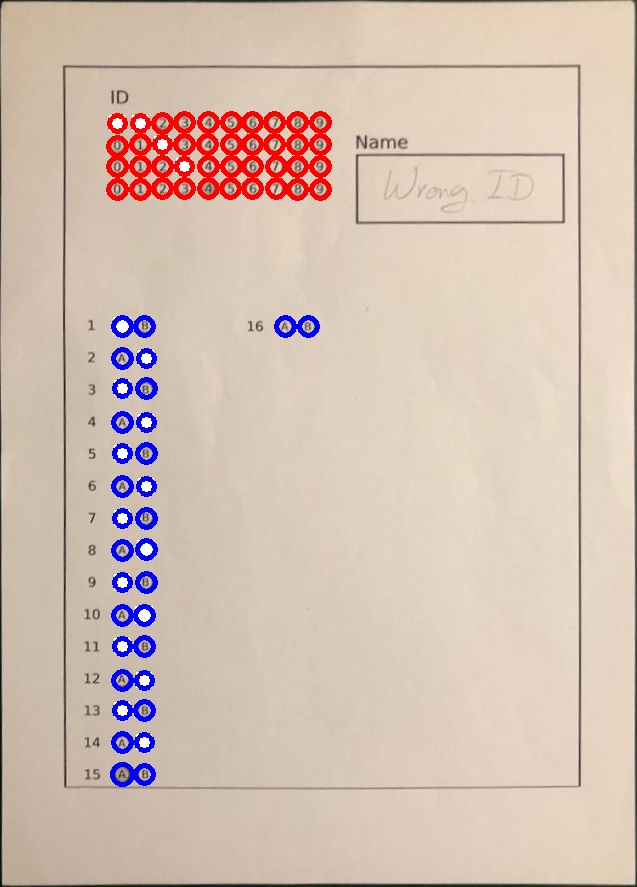 ID
2 3 4 5 6 7 8 9
0 1 3 4 5 6 7 8 9
0 1 2 4 5 6 7 8 9
0 1 2 3 4 5 6 7 8 9
Name
Wrong ID
1 B
2 A
3 B
4 A
5 B
6 A
7 B
8 A
9 B
10 A
11 B
12 A
13 B
14 A
15 A B
16 A B